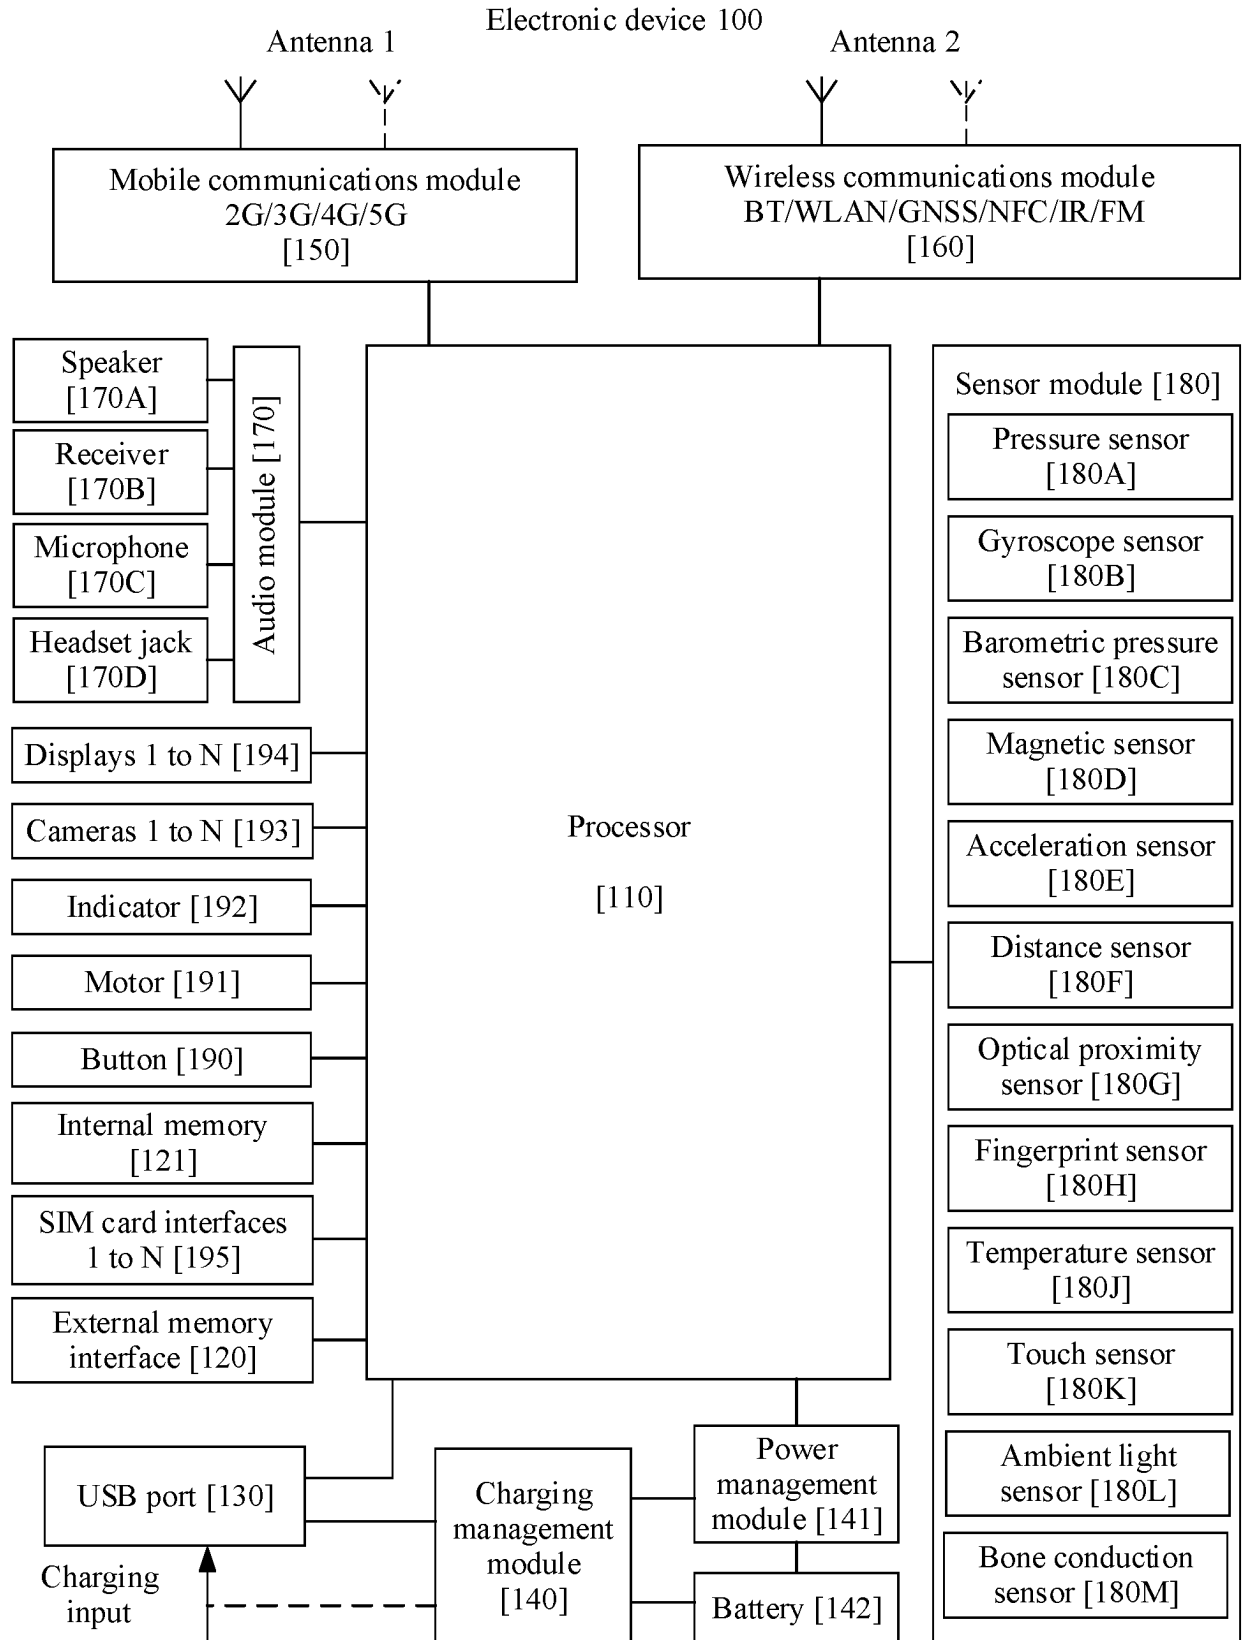 Electronic device 100
Antenna 1
Antenna 2
Mobile communications module
2G/3G/4G/5G
[150]
Wireless communications module
BT/WLAN/GNSS/NFC/IR/FM
[160]
Speaker
[170A]
Receiver
[170B]
Microphone
[170C]
Headset jack
[170D]
Audio module [170]
Displays 1 to N [194]
Cameras 1 to N [193]
Indicator [192]
Motor [191]
Button [190]
Internal memory
[121]
SIM card interfaces
1 to N [195]
External memory
interface [120]
Processor
[110]
Sensor module [180]
Pressure sensor
[180A]
Gyroscope sensor
[180B]
Barometric pressure
sensor [180C]
Magnetic sensor
[180D]
Acceleration sensor
[180E]
Distance sensor
[180F]
Optical proximity
sensor [180G]
Fingerprint sensor
[180H]
Temperature sensor
[180J]
Touch sensor
[180K]
Ambient light
sensor [180L]
Bone conduction
sensor [180M]
USB port [130]
Charging
input
Charging
management
module
[140]
Power
management
module [141]
Battery [142]